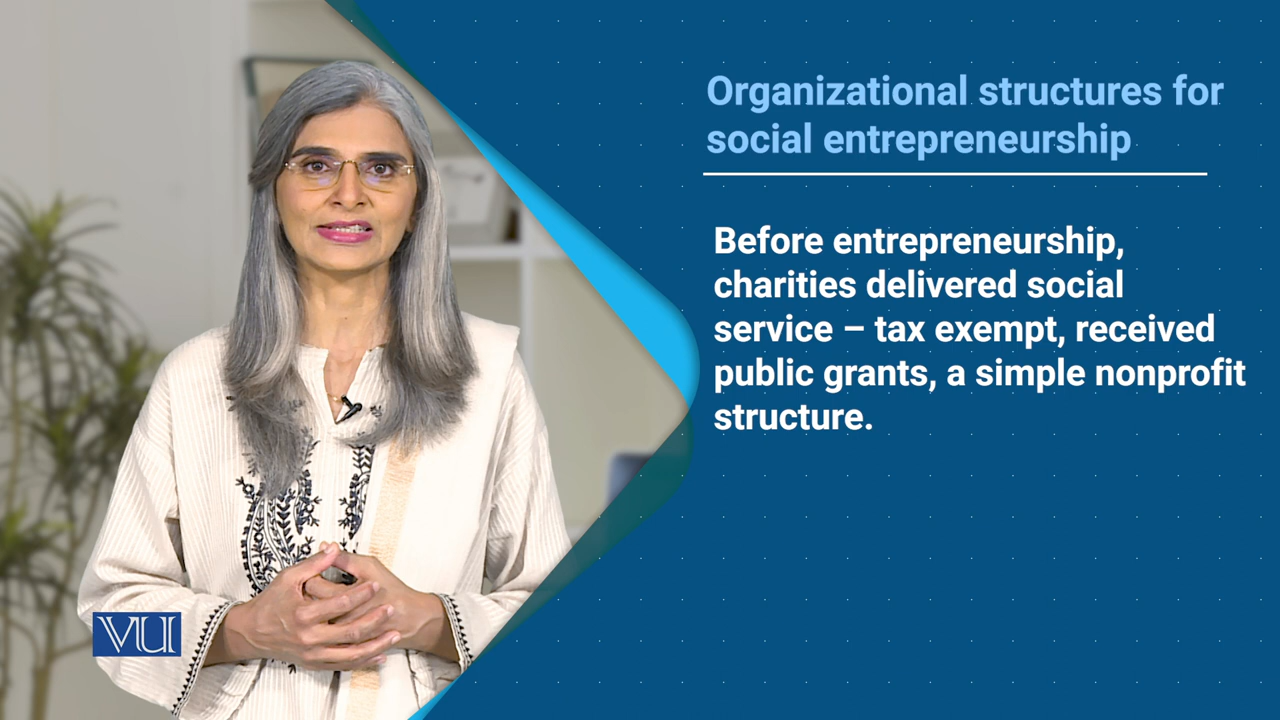 Organizational structures for
social entrepreneurship
Before entrepreneurship,
charities delivered social
service – tax exempt, received
public grants, a simple nonprofit
structure.
VU